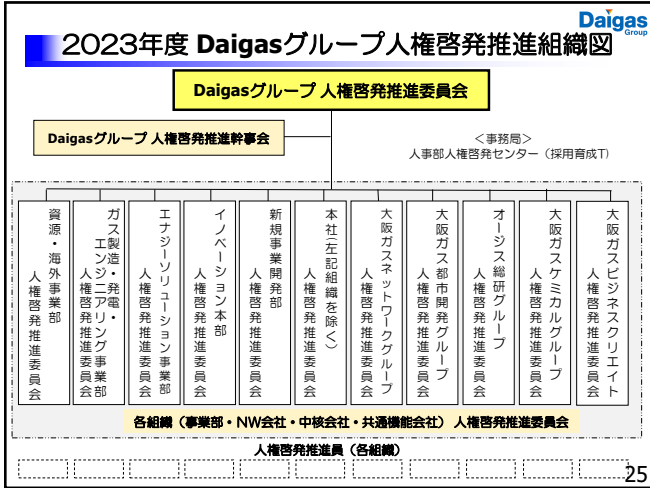 Daigas
Group
2023年度 Daigasグループ人権啓発推進組織図
Daigasグループ 人権啓発推進委員会
Daigasグループ 人権啓発推進幹事会
＜事務局＞
人事部人権啓発センター（採用育成T）
資源・海外事業部
人権啓発推進委員会
ガス製造・発電・
エンジニアリング事業部
人権啓発推進委員会
エナジーソリューション事業部
人権啓発推進委員会
イノベーション本部
人権啓発推進委員会
新規事業開発部
人権啓発推進委員会
本社（左記組織を除く）
人権啓発推進委員会
大阪ガスネットワークグループ
人権啓発推進委員会
大阪ガス都市開発グループ
人権啓発推進委員会
オージス総研グループ
人権啓発推進委員会
大阪ガスケミカルグループ
人権啓発推進委員会
大阪ガスビジネスクリエイト
人権啓発推進委員会
各組織（事業部・NW会社・中核会社・共通機能会社） 人権啓発推進委員会
人権啓発推進員（各組織）
25